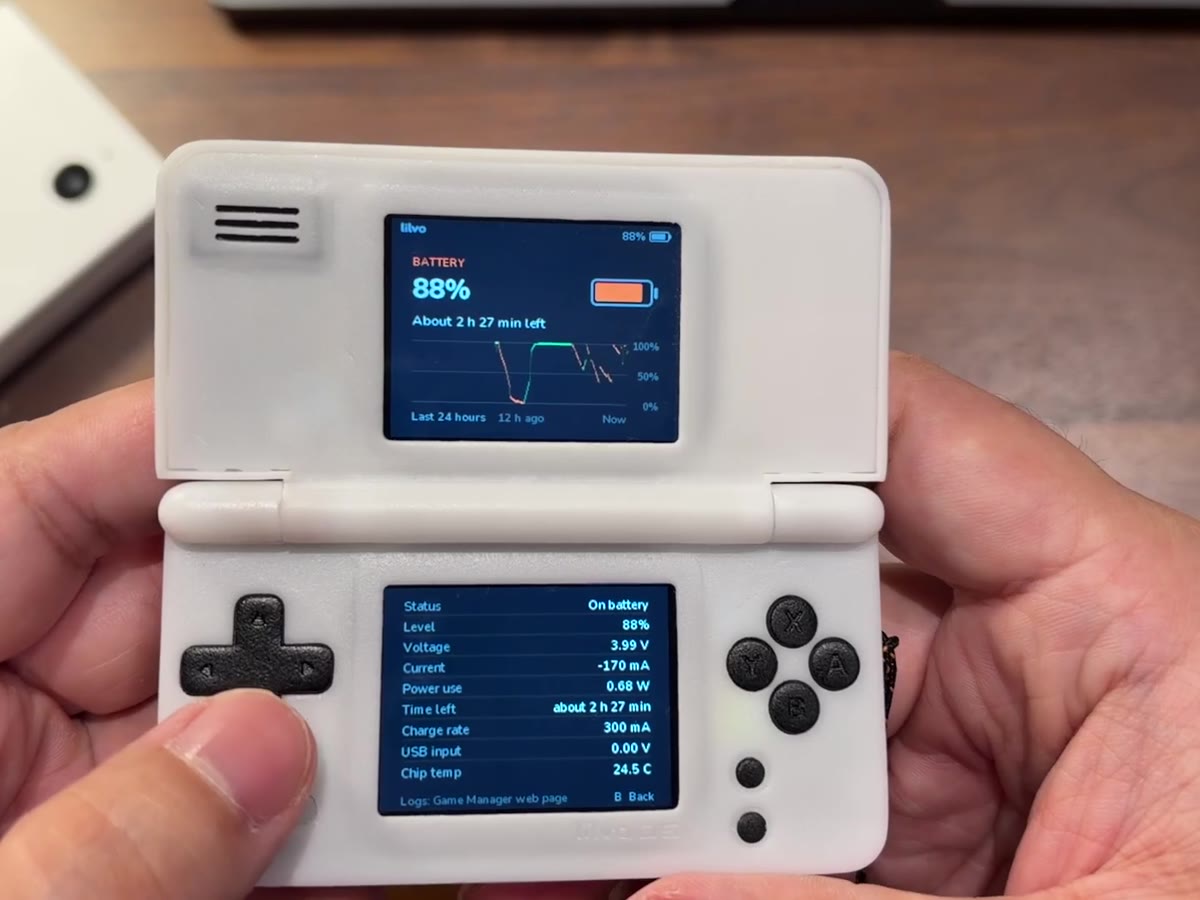 lilvo
88%
BATTERY
88%
About 2 h 27 min left
100%
50%
0%
Last 24 hours 12 h ago Now
Status On battery
Level 88%
Voltage 3.99 V
Current -170 mA
Power use 0.68 W
Time left about 2 h 27 min
Charge rate 300 mA
USB input 0.00 V
Chip temp 24.5 C
Logs: Game Manager web page B Back
X
Y A
B